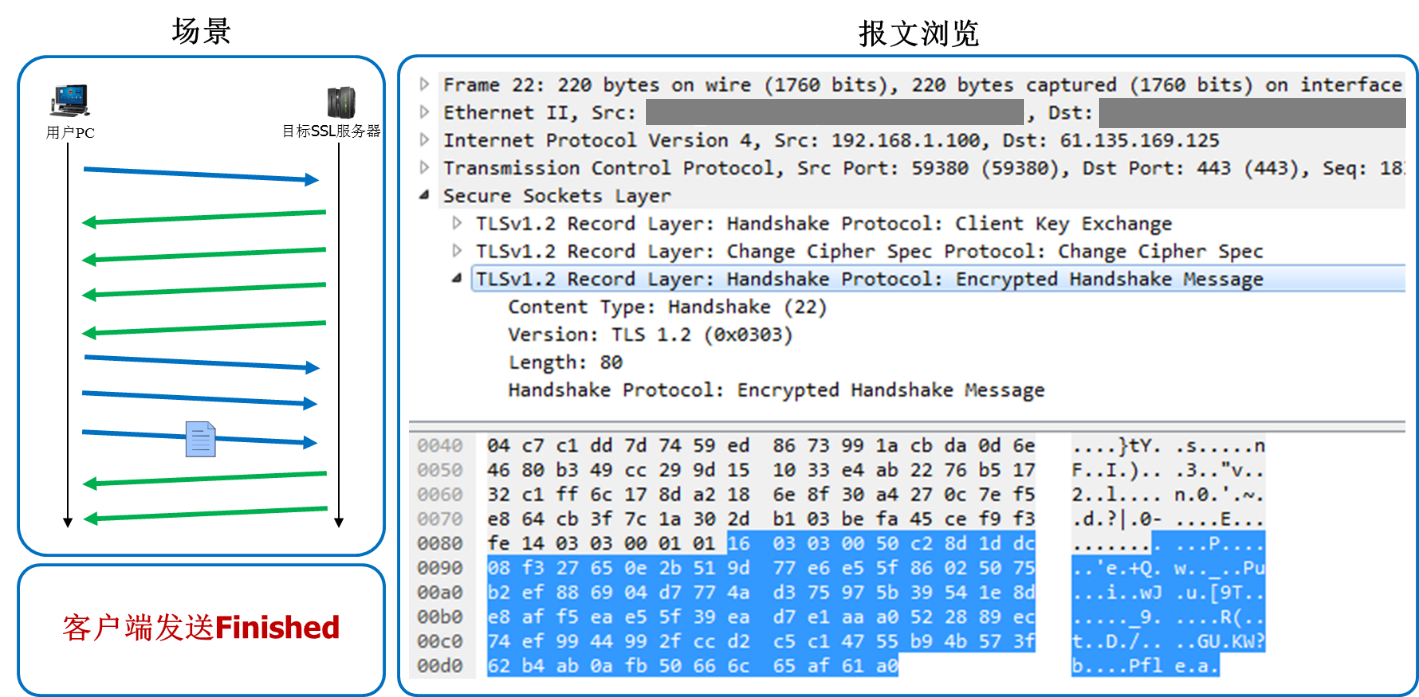 场景
报文浏览
用户PC
目标SSL服务器
客户端发送Finished
Frame 22: 220 bytes on wire (1760 bits), 220 bytes captured (1760 bits) on interface
Ethernet II, Src: , Dst:
Internet Protocol Version 4, Src: 192.168.1.100, Dst: 61.135.169.125
Transmission Control Protocol, Src Port: 59380 (59380), Dst Port: 443 (443), Seq: 18
Secure Sockets Layer
TLSv1.2 Record Layer: Handshake Protocol: Client Key Exchange
TLSv1.2 Record Layer: Change Cipher Spec Protocol: Change Cipher Spec
TLSv1.2 Record Layer: Handshake Protocol: Encrypted Handshake Message
Content Type: Handshake (22)
Version: TLS 1.2 (0x0303)
Length: 80
Handshake Protocol: Encrypted Handshake Message
0040 04 c7 c1 dd 7d 74 59 ed 86 73 99 1a cb da 0d 6e ....}tY. .s.....n
0050 46 80 b3 49 cc 29 9d 15 10 33 e4 ab 22 76 b5 17 F..I.).. .3.."v..
0060 32 c1 ff 6c 17 8d a2 18 6e 8f 30 a4 27 0c 7e f5 2..l.... n.0.'.~.
0070 e8 64 cb 3f 7c 1a 30 2d b1 03 be fa 45 ce f9 f3 .d.?|.0- ....E...
0080 fe 14 03 03 00 01 01 16 03 03 00 50 c2 8d 1d dc ........ ...P....
0090 08 f3 27 65 0e 2b 51 9d 77 e6 e5 5f 86 02 50 75 ..'e.+Q. w.._..Pu
00a0 b2 ef 88 69 04 d7 77 4a d3 75 97 5b 39 54 1e 8d ...i..wJ .u.[9T..
00b0 e8 af f5 ea e5 5f 39 ea d7 e1 aa a0 52 28 89 ec ....._9. ....R(..
00c0 74 ef 99 44 99 2f cc d2 c5 c1 47 55 b9 4b 57 3f t..D./.. ..GU.KW?
00d0 62 b4 ab 0a fb 50 66 6c 65 af 61 a0 b....Pfl e.a.